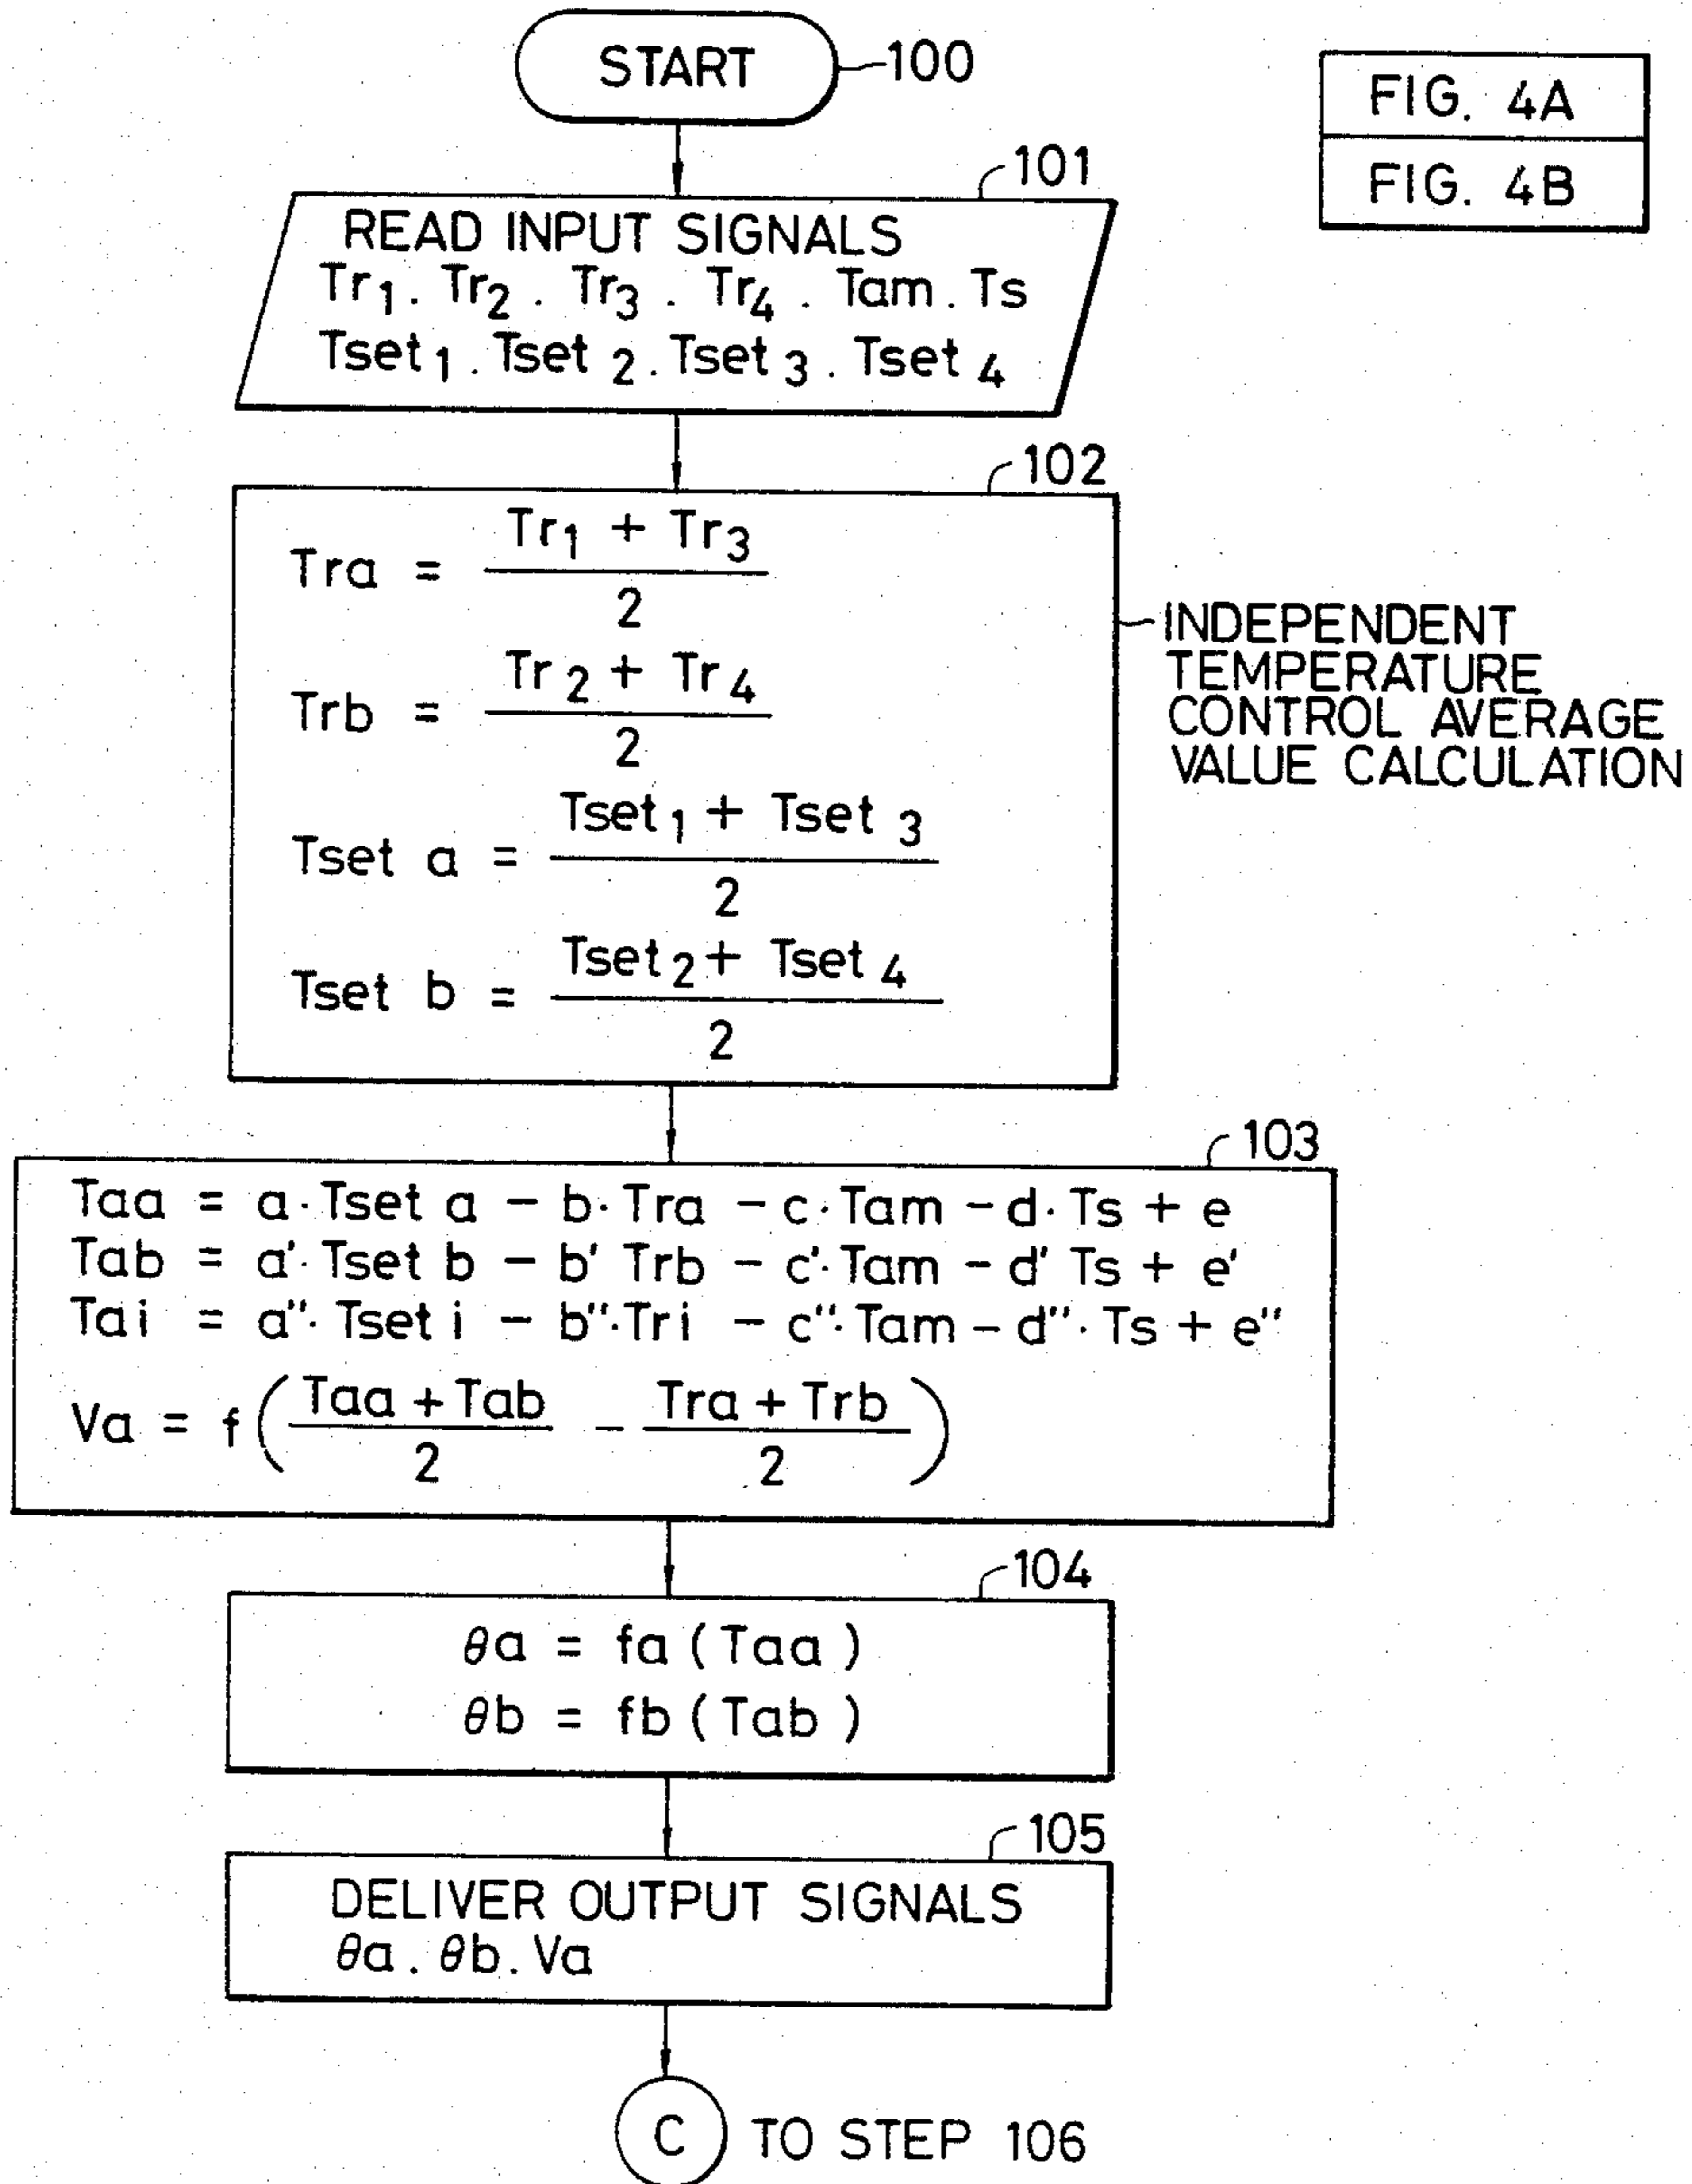 START
100
FIG. 4A
FIG. 4B
101
READ INPUT SIGNALS
Tr₁ . Tr₂ . Tr₃ . Tr₄ . Tam . Ts
Tset₁ . Tset₂ . Tset₃ . Tset₄
102
Tra = (Tr₁ + Tr₃) / 2
Trb = (Tr₂ + Tr₄) / 2
Tset a = (Tset₁ + Tset₃) / 2
Tset b = (Tset₂ + Tset₄) / 2
INDEPENDENT
TEMPERATURE
CONTROL AVERAGE
VALUE CALCULATION
103
Taa = a · Tset a − b · Tra − c · Tam − d · Ts + e
Tab = a' · Tset b − b' Trb − c' · Tam − d' Ts + e'
Tai = a'' · Tset i − b'' · Tri − c'' · Tam − d'' · Ts + e''
Va = f((Taa + Tab) / 2 − (Tra + Trb) / 2)
104
θa = fa (Taa)
θb = fb (Tab)
105
DELIVER OUTPUT SIGNALS
θa . θb . Va
C TO STEP 106